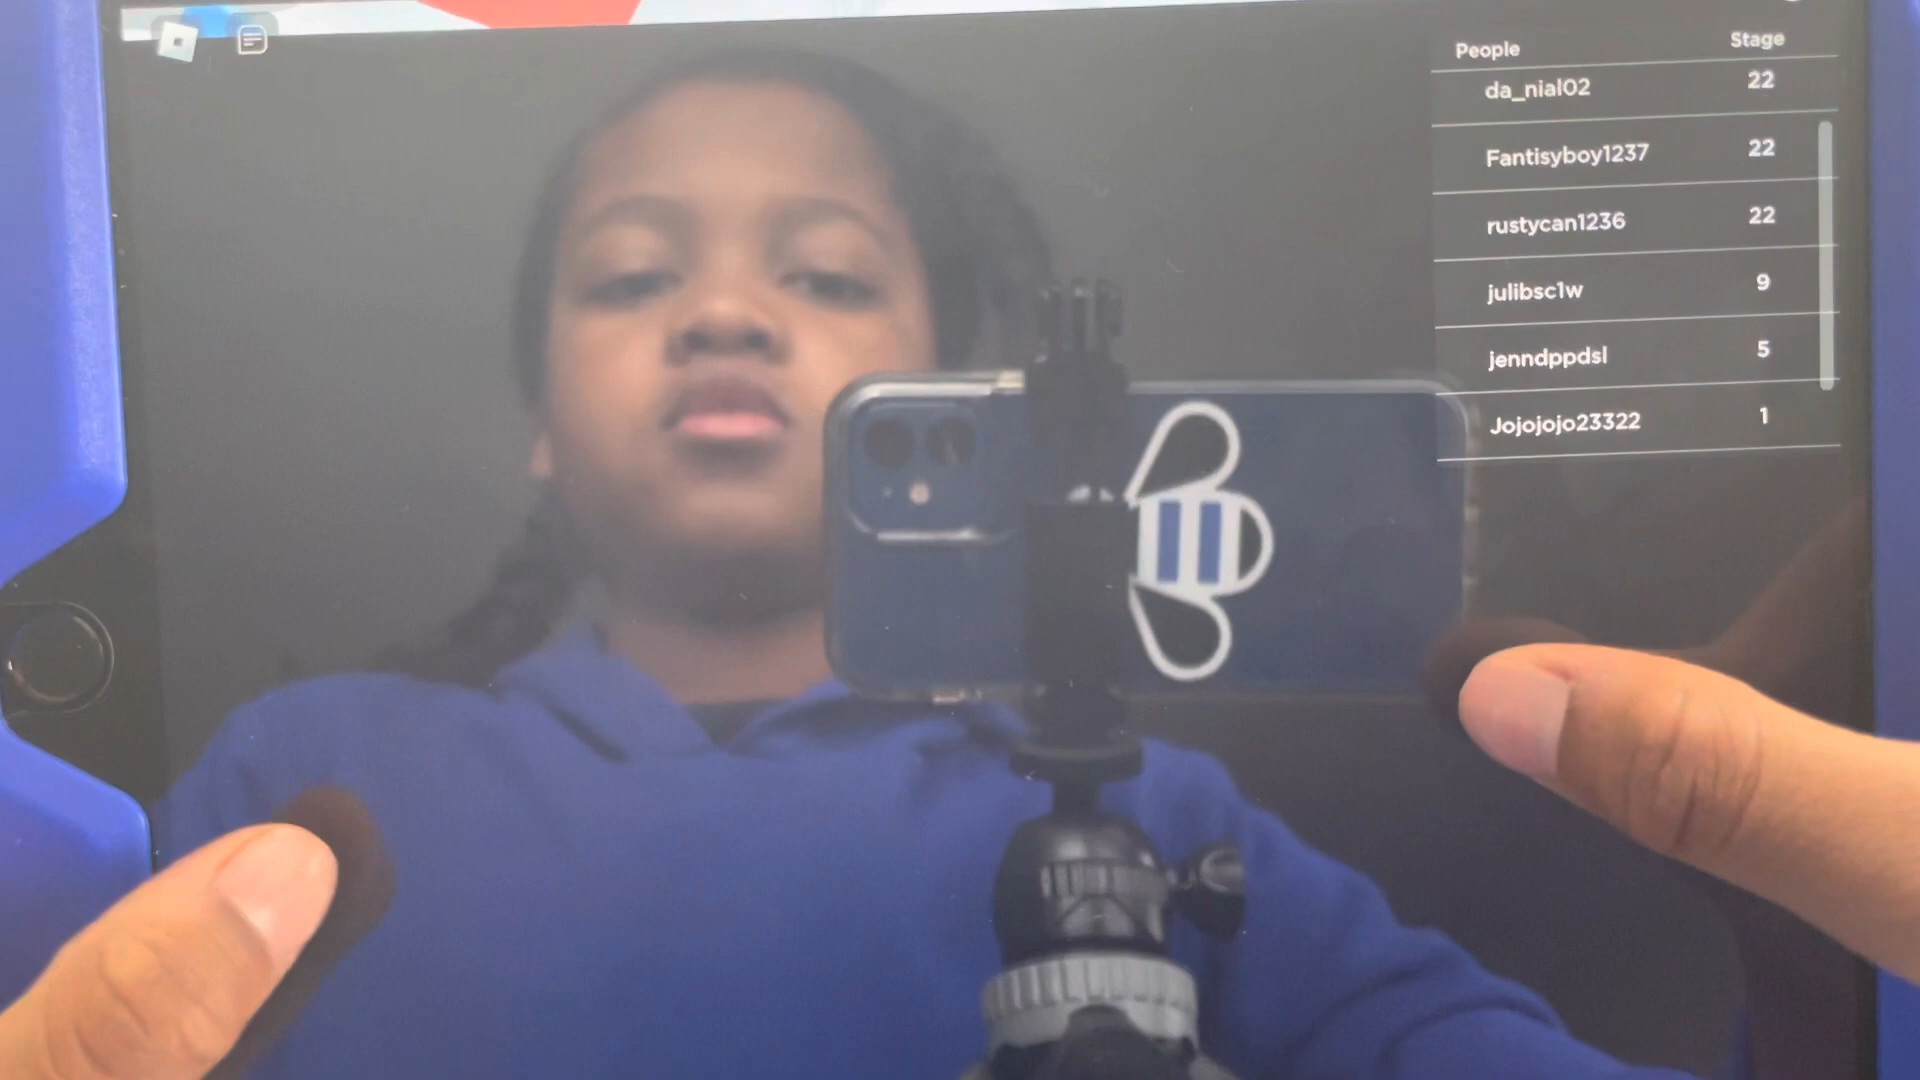 People Stage
da_nial02 22
Fantisyboy1237 22
rustycan1236 22
julibsc1w 9
jenndppdsl 5
Jojojojo23322 1